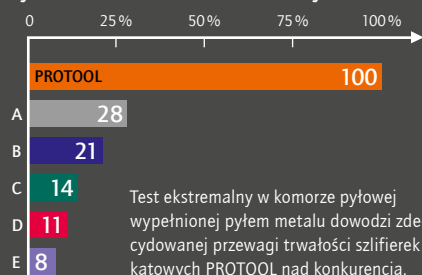 0 25 % 50 % 75 % 100 %
PROTOOL 100
A 28
B 21
C 14
D 11
E 8
Test ekstremalny w komorze pyłowej
wypełnionej pyłem metalu dowodzi zde
cydowanej przewagi trwałości szlifierek
kątowych PROTOOL nad konkurencją.